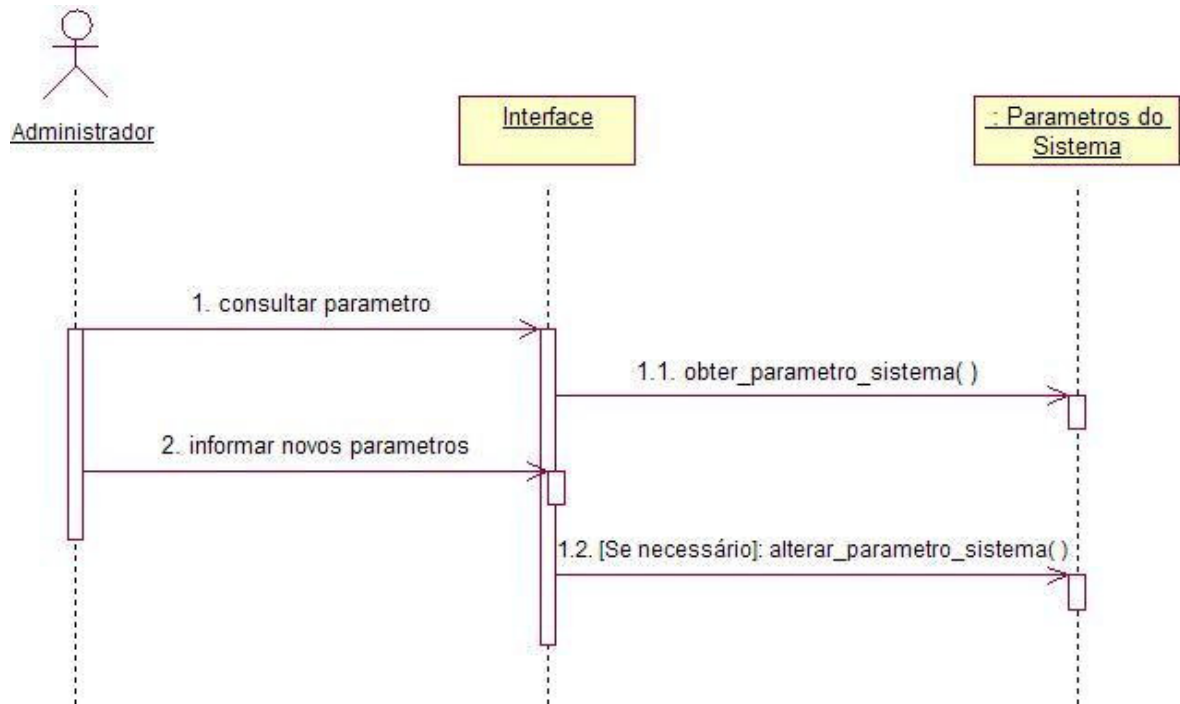 Administrador
Interface
: Parametros do
Sistema
1. consultar parametro
1.1. obter_parametro_sistema( )
2. informar novos parametros
1.2. [Se necessário]: alterar_parametro_sistema( )